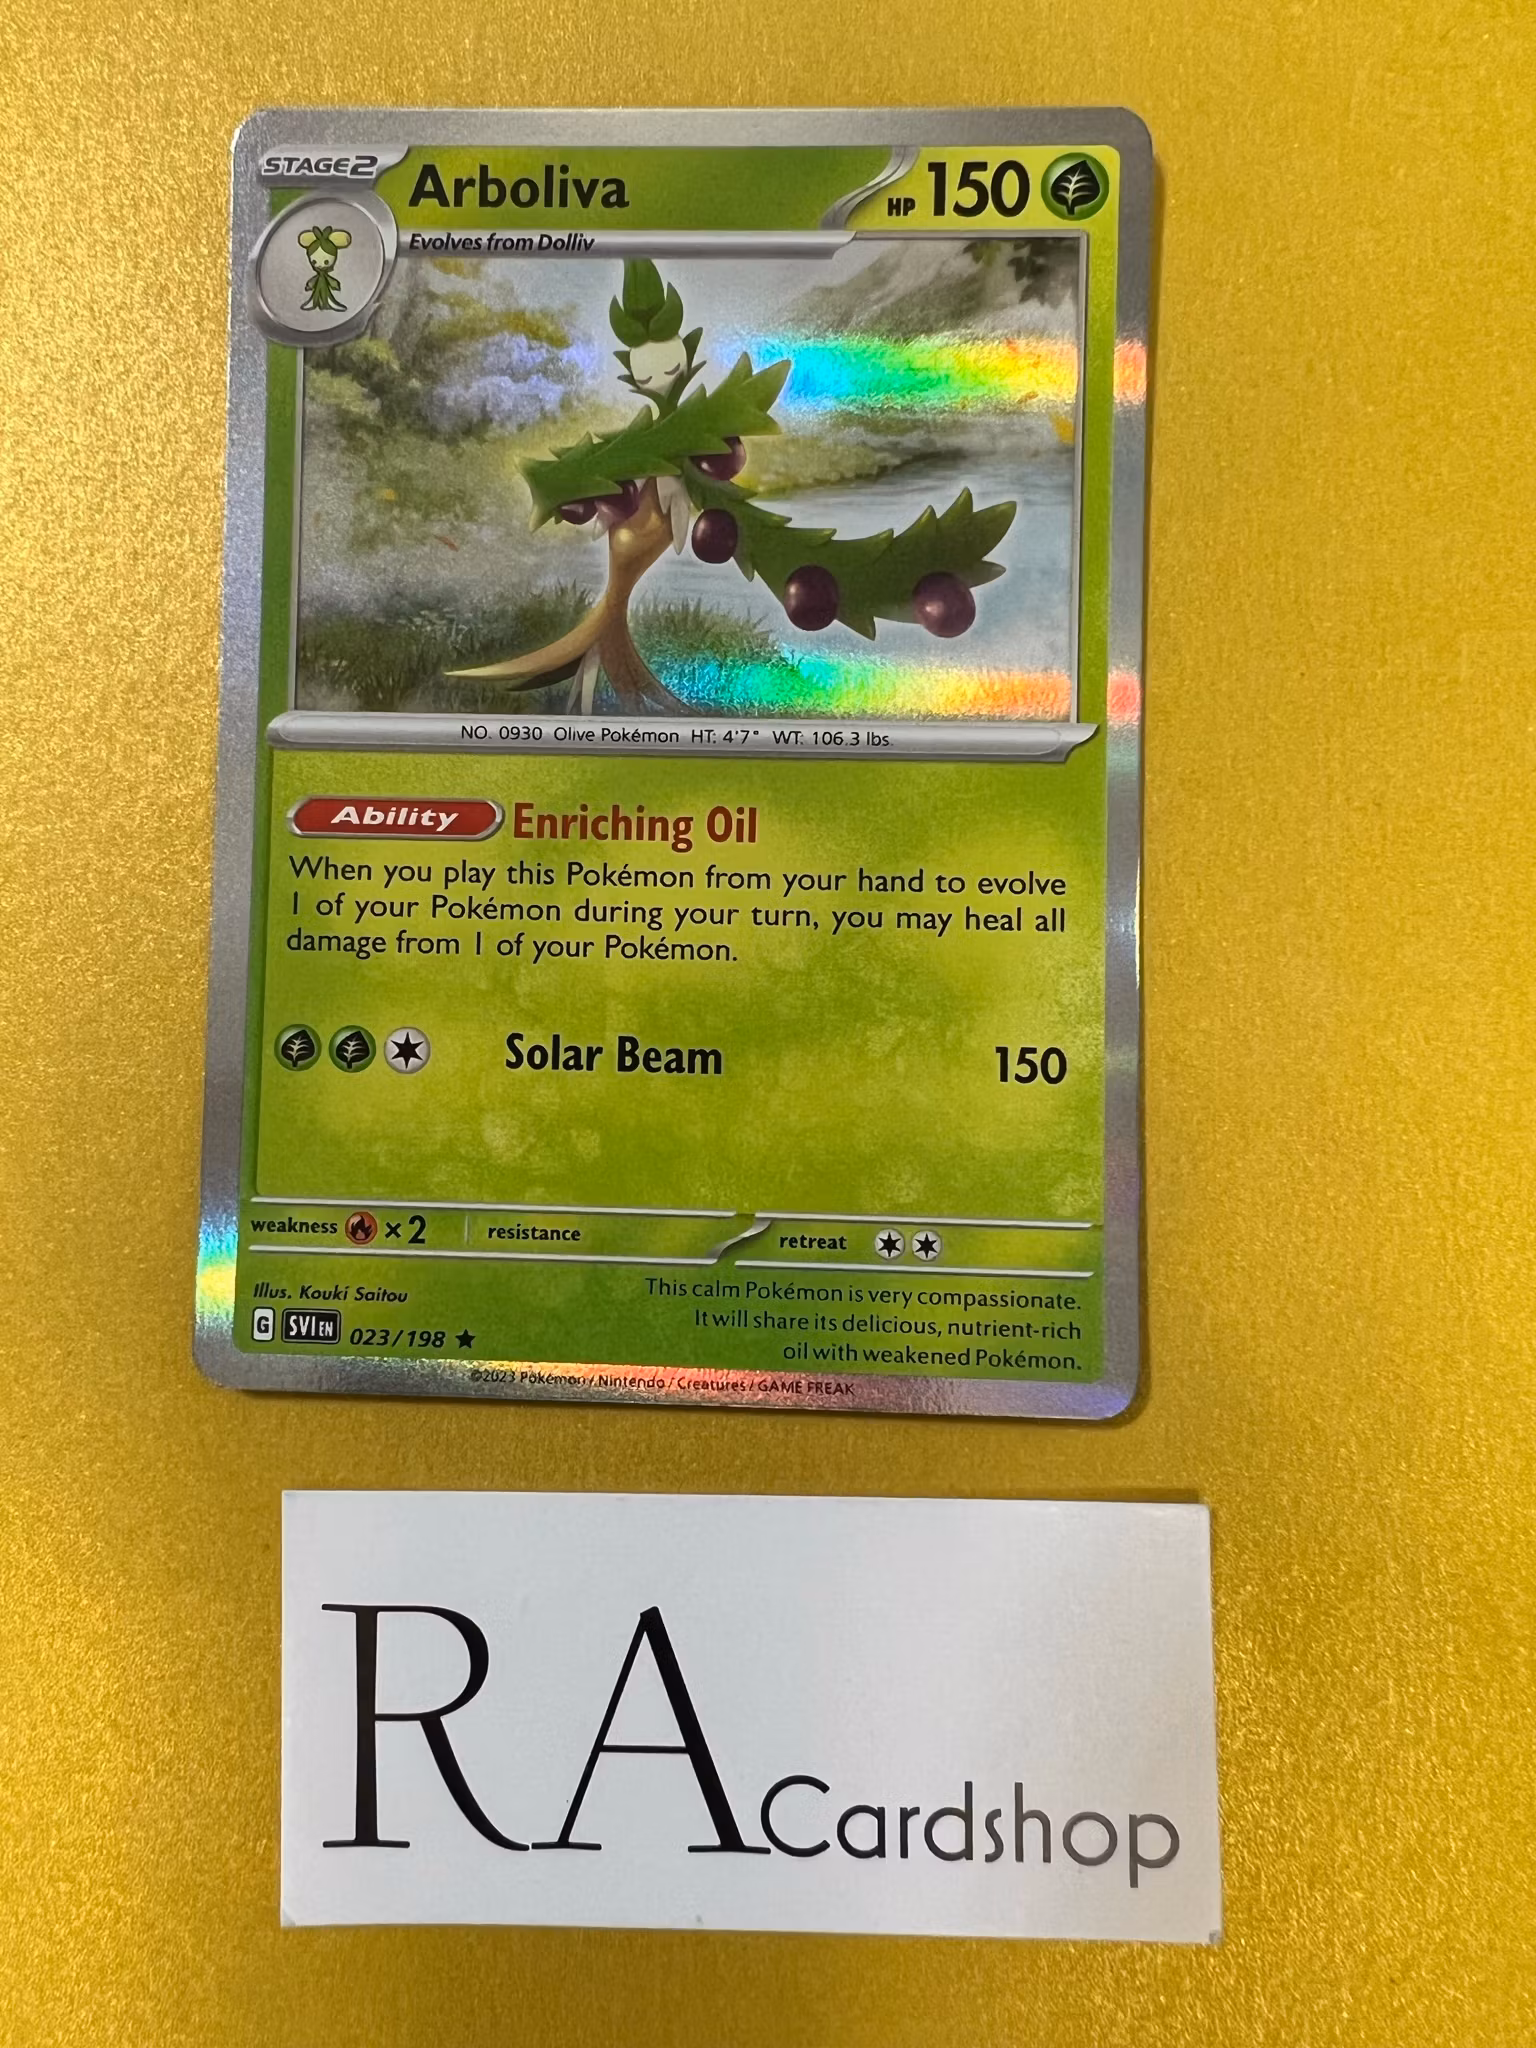 STAGE2
Arboliva
HP 150
Evolves from Dolliv
NO. 0930 Olive Pokémon HT: 4'7" WT: 106.3 lbs.
Ability Enriching Oil
When you play this Pokémon from your hand to evolve
1 of your Pokémon during your turn, you may heal all
damage from 1 of your Pokémon.
Solar Beam 150
weakness ×2 resistance retreat
Illus. Kouki Saitou
G SVI EN 023/198 ★
This calm Pokémon is very compassionate.
It will share its delicious, nutrient-rich
oil with weakened Pokémon.
©2023 Pokémon / Nintendo / Creatures / GAME FREAK
RACardshop